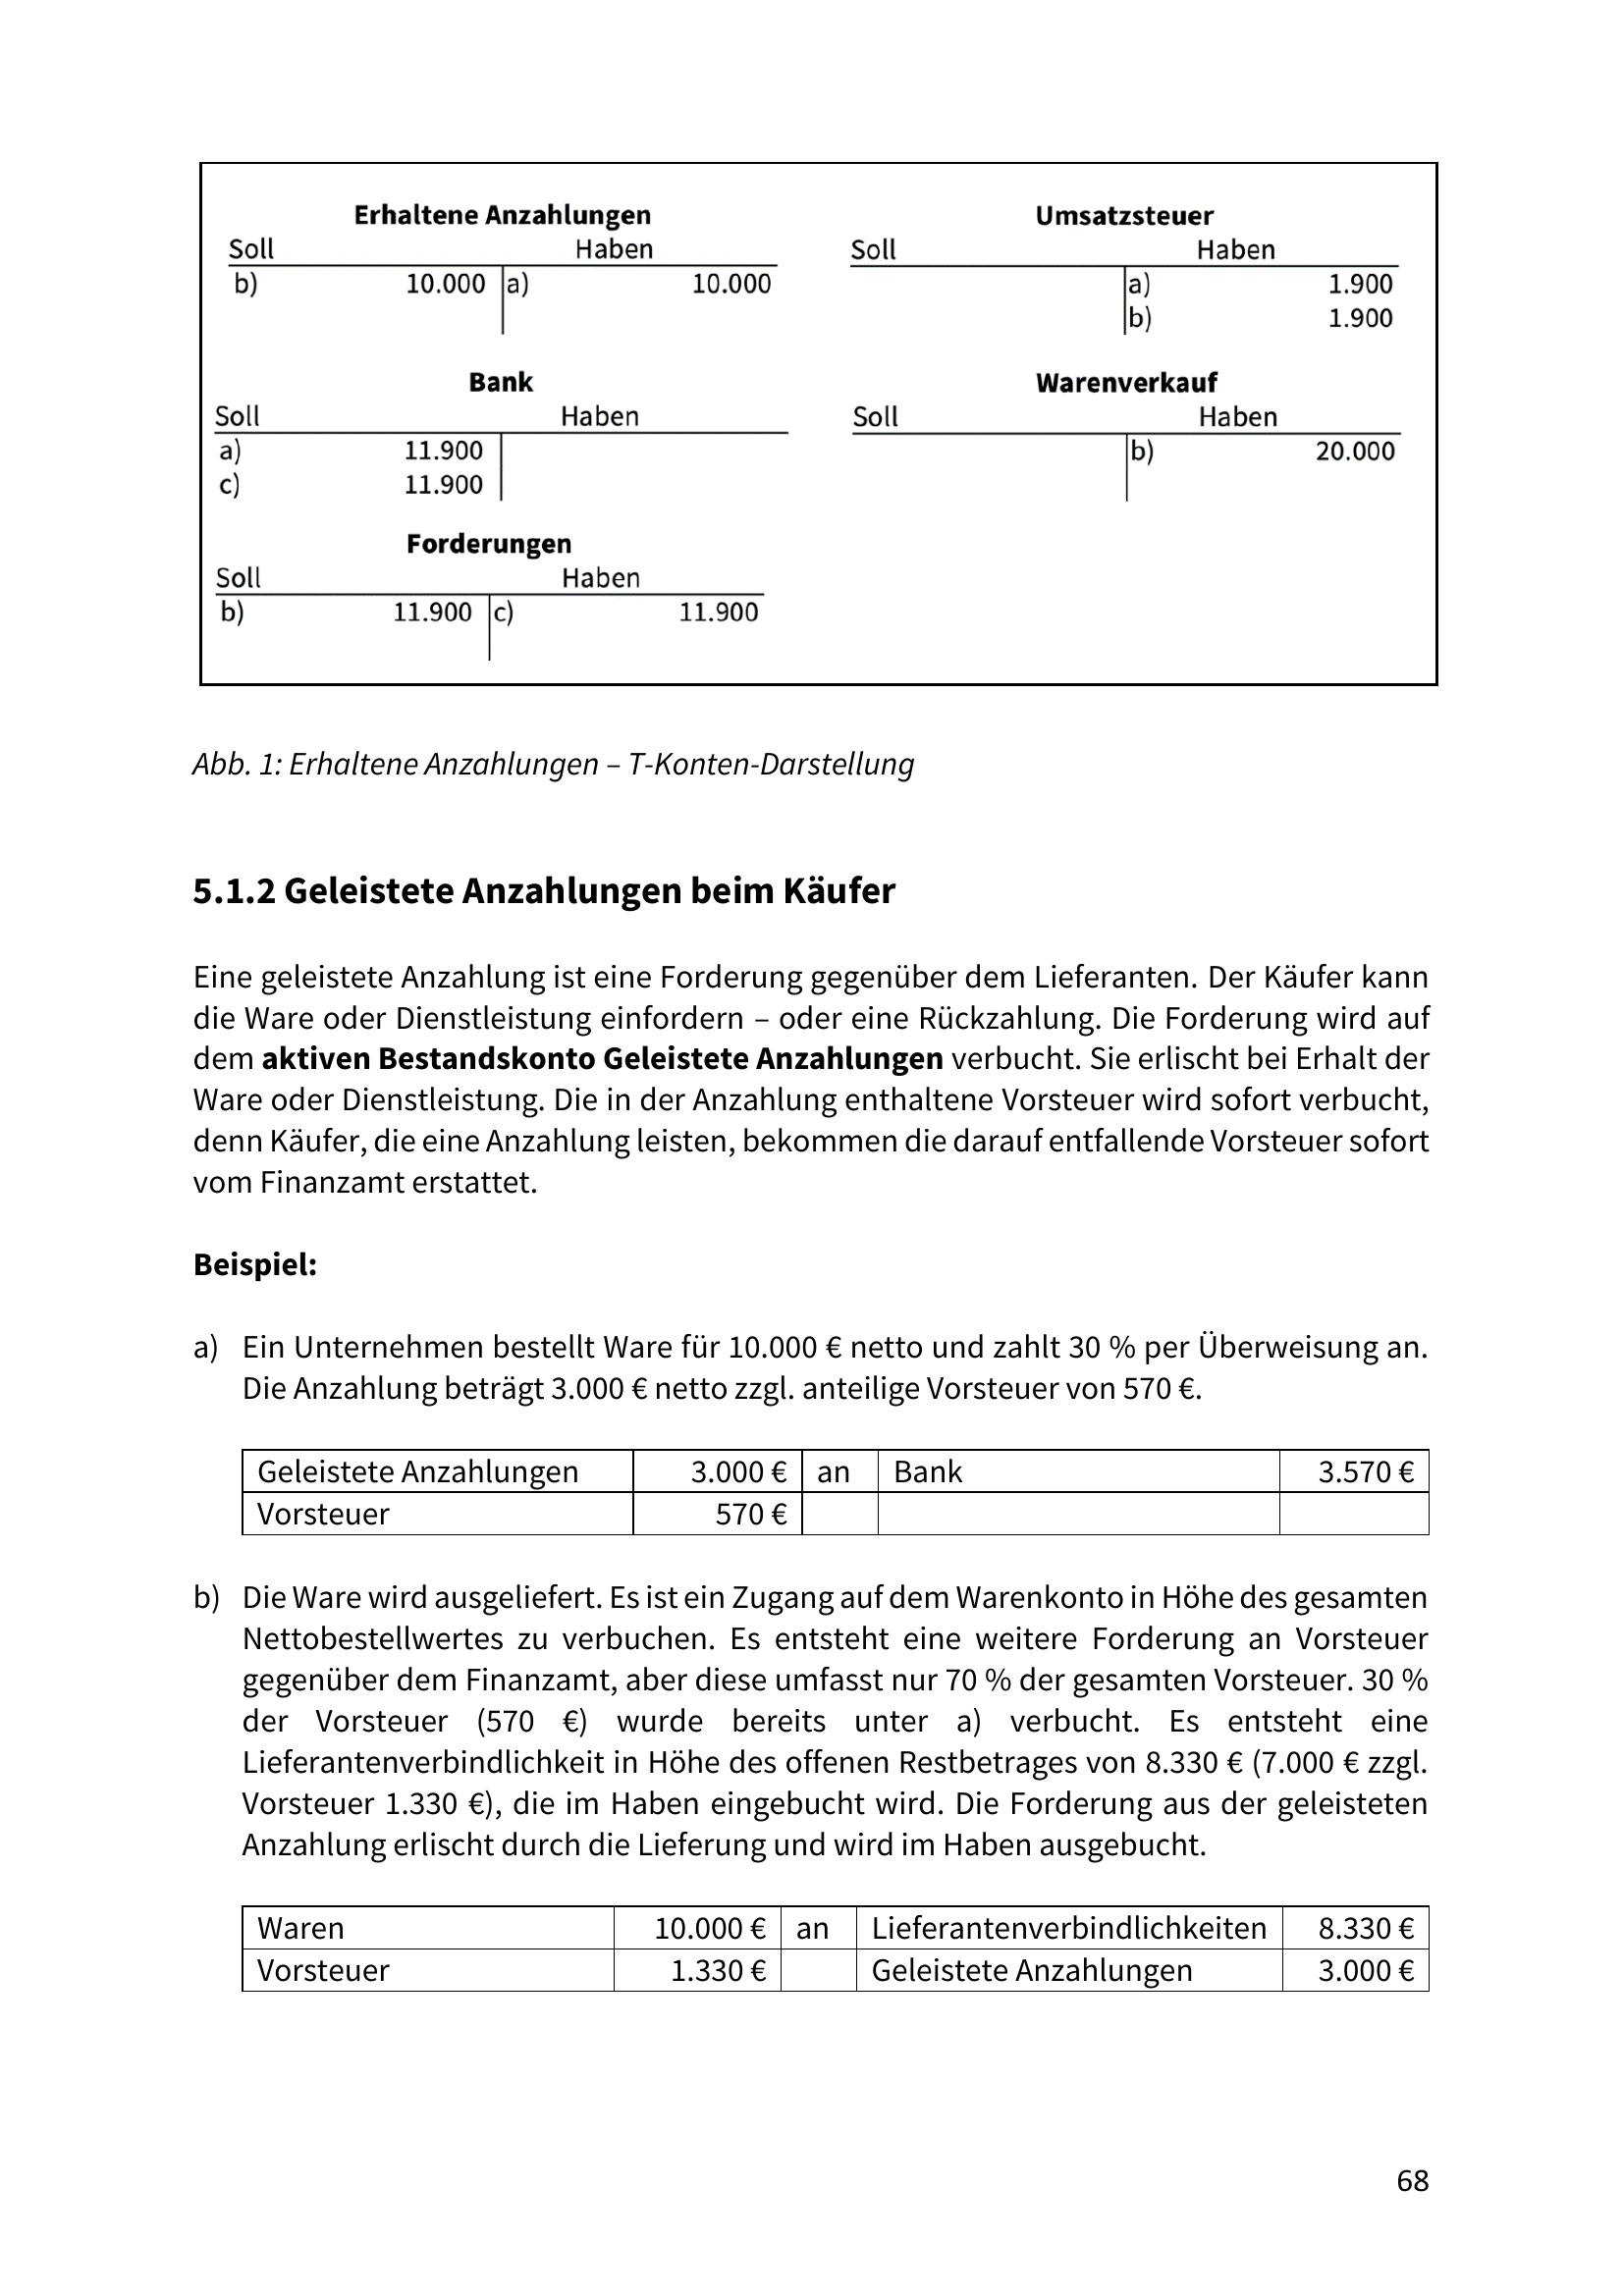 Erhaltene Anzahlungen
Soll Haben
b) 10.000 a) 10.000
Umsatzsteuer
Soll Haben
a) 1.900
b) 1.900
Bank
Soll Haben
a) 11.900
c) 11.900
Warenverkauf
Soll Haben
b) 20.000
Forderungen
Soll Haben
b) 11.900 c) 11.900
Abb. 1: Erhaltene Anzahlungen – T-Konten-Darstellung
5.1.2 Geleistete Anzahlungen beim Käufer
Eine geleistete Anzahlung ist eine Forderung gegenüber dem Lieferanten. Der Käufer kann
die Ware oder Dienstleistung einfordern – oder eine Rückzahlung. Die Forderung wird auf
dem aktiven Bestandskonto Geleistete Anzahlungen verbucht. Sie erlischt bei Erhalt der
Ware oder Dienstleistung. Die in der Anzahlung enthaltene Vorsteuer wird sofort verbucht,
denn Käufer, die eine Anzahlung leisten, bekommen die darauf entfallende Vorsteuer sofort
vom Finanzamt erstattet.
Beispiel:
a) Ein Unternehmen bestellt Ware für 10.000 € netto und zahlt 30 % per Überweisung an.
Die Anzahlung beträgt 3.000 € netto zzgl. anteilige Vorsteuer von 570 €.
Geleistete Anzahlungen 3.000 € an Bank 3.570 €
Vorsteuer 570 €
b) Die Ware wird ausgeliefert. Es ist ein Zugang auf dem Warenkonto in Höhe des gesamten
Nettobestellwertes zu verbuchen. Es entsteht eine weitere Forderung an Vorsteuer
gegenüber dem Finanzamt, aber diese umfasst nur 70 % der gesamten Vorsteuer. 30 %
der Vorsteuer (570 €) wurde bereits unter a) verbucht. Es entsteht eine
Lieferantenverbindlichkeit in Höhe des offenen Restbetrages von 8.330 € (7.000 € zzgl.
Vorsteuer 1.330 €), die im Haben eingebucht wird. Die Forderung aus der geleisteten
Anzahlung erlischt durch die Lieferung und wird im Haben ausgebucht.
Waren 10.000 € an Lieferantenverbindlichkeiten 8.330 €
Vorsteuer 1.330 € Geleistete Anzahlungen 3.000 €
68